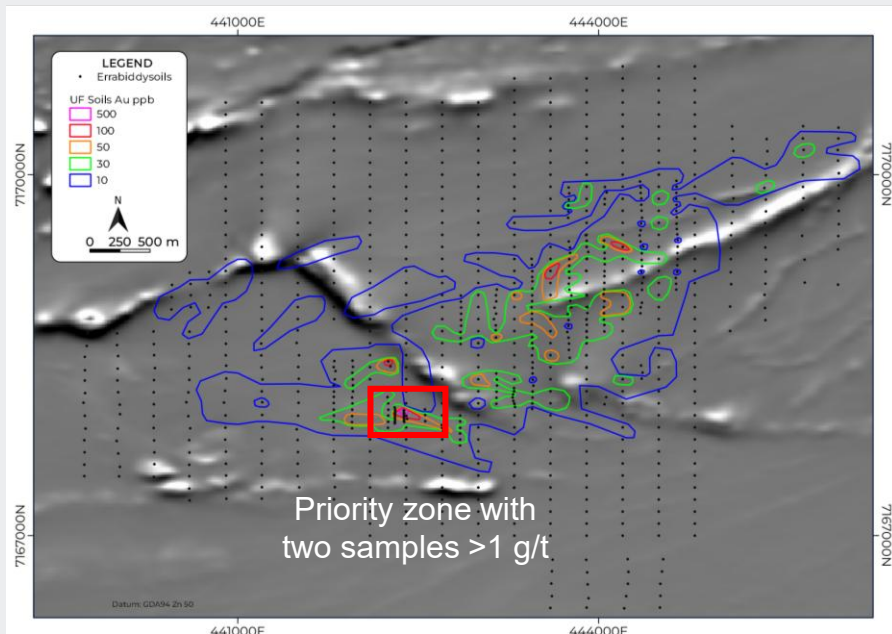 441000E
444000E
LEGEND
Errabiddysoils
UF Soils Au ppb
500
100
50
30
10
N
0 250 500 m
7170000N
7170000N
7167000N
7167000N
Priority zone with
two samples >1 g/t
Datum: GDA94 Zn 50
441000E
444000E